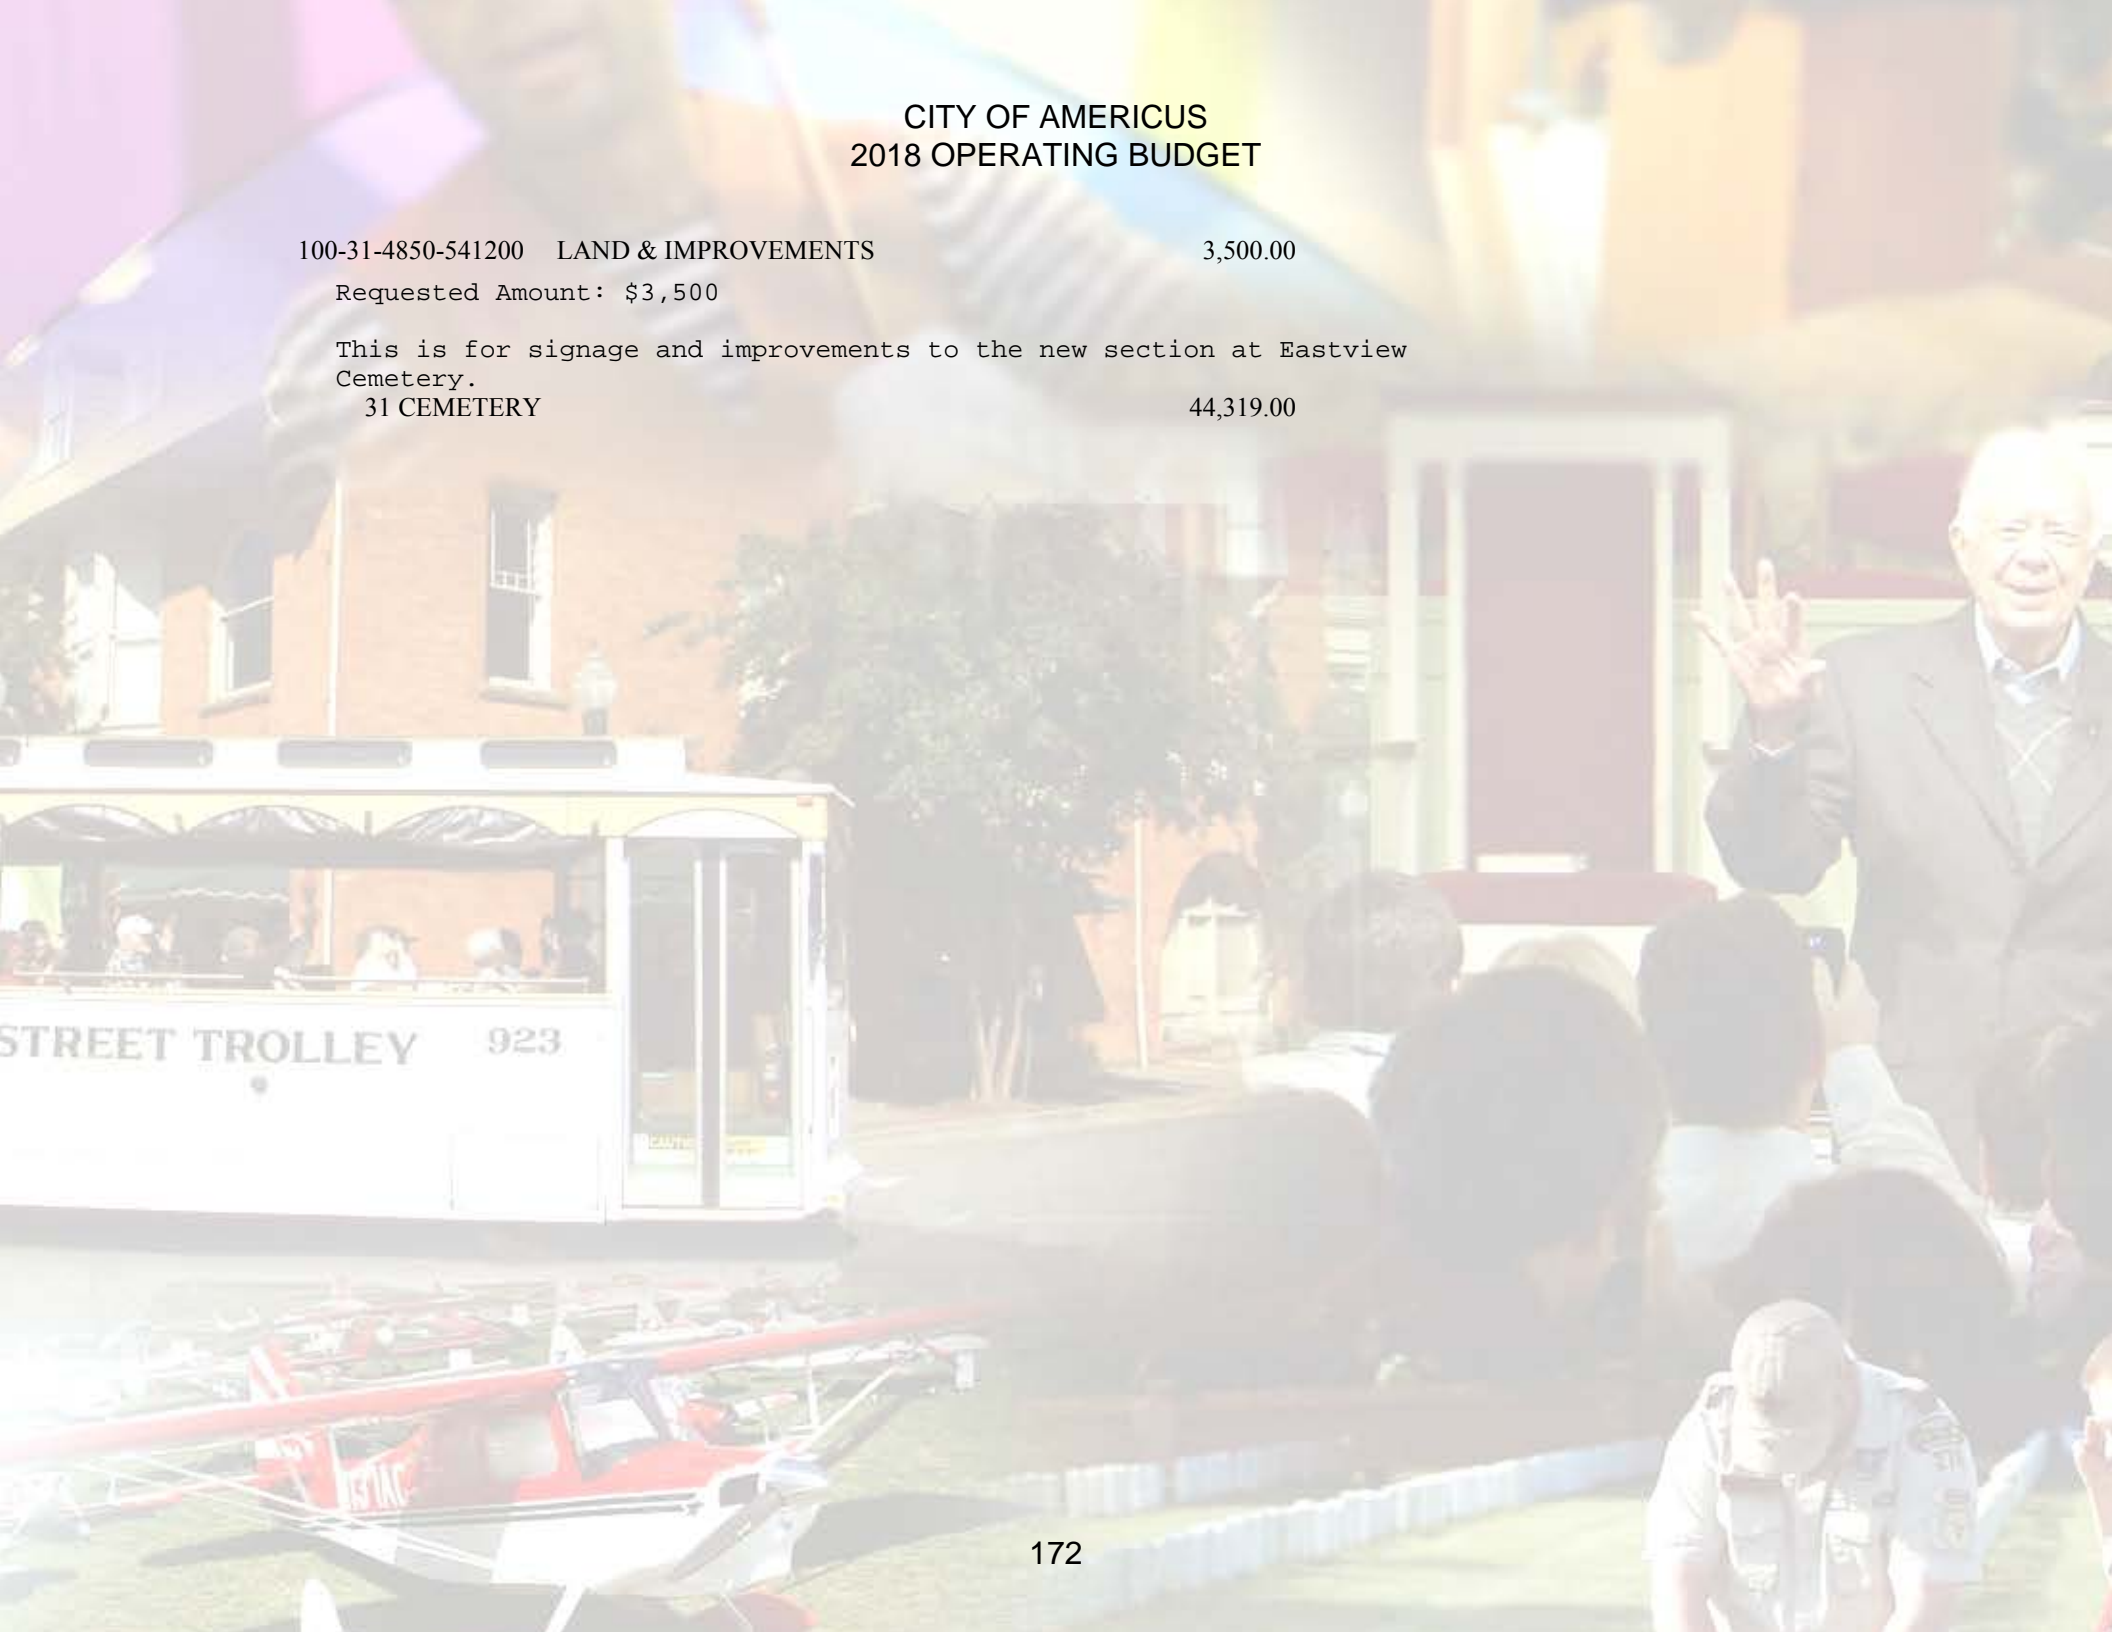 CITY OF AMERICUS
2018 OPERATING BUDGET
100-31-4850-541200 LAND & IMPROVEMENTS 3,500.00
Requested Amount: $3,500
This is for signage and improvements to the new section at Eastview
Cemetery.
31 CEMETERY 44,319.00
STREET TROLLEY 923
172